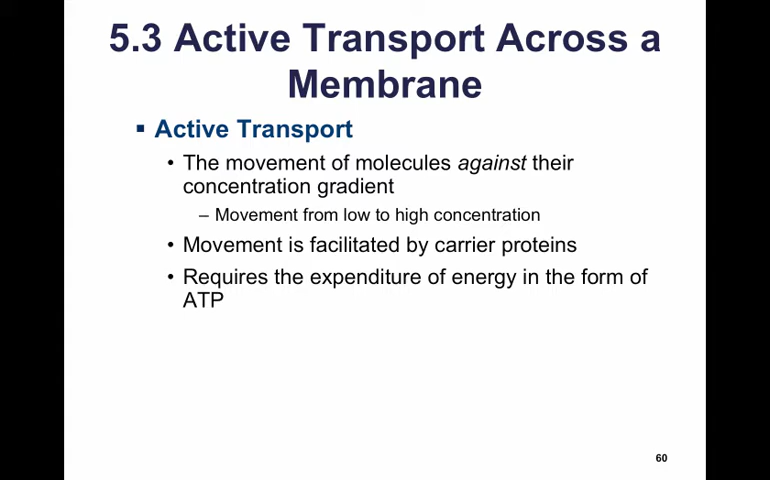 5.3 Active Transport Across a
Membrane
▪ Active Transport
• The movement of molecules against their
concentration gradient
– Movement from low to high concentration
• Movement is facilitated by carrier proteins
• Requires the expenditure of energy in the form of
ATP
60